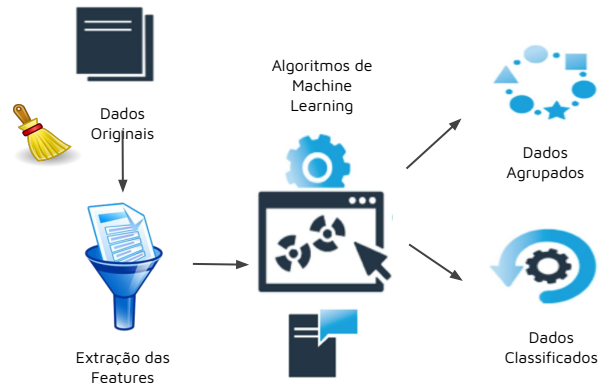 Dados
Originais
Extração das
Features
Algoritmos de
Machine
Learning
Dados
Agrupados
Dados
Classificados